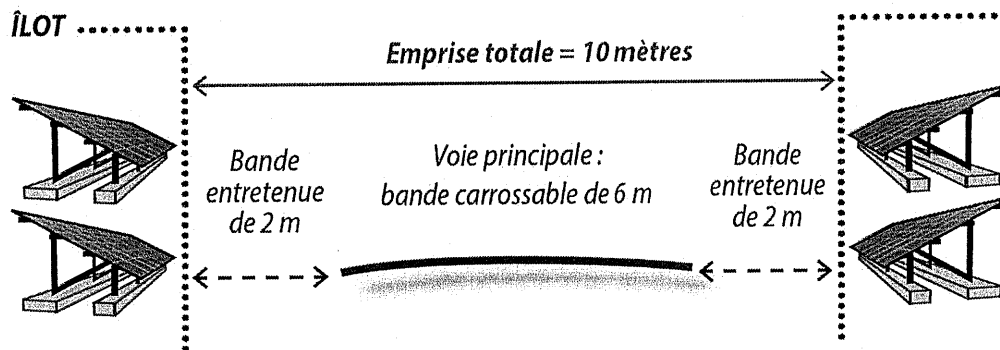 ÎLOT
Emprise totale = 10 mètres
Bande
entretenue
de 2 m
Voie principale :
bande carrossable de 6 m
Bande
entretenue
de 2 m